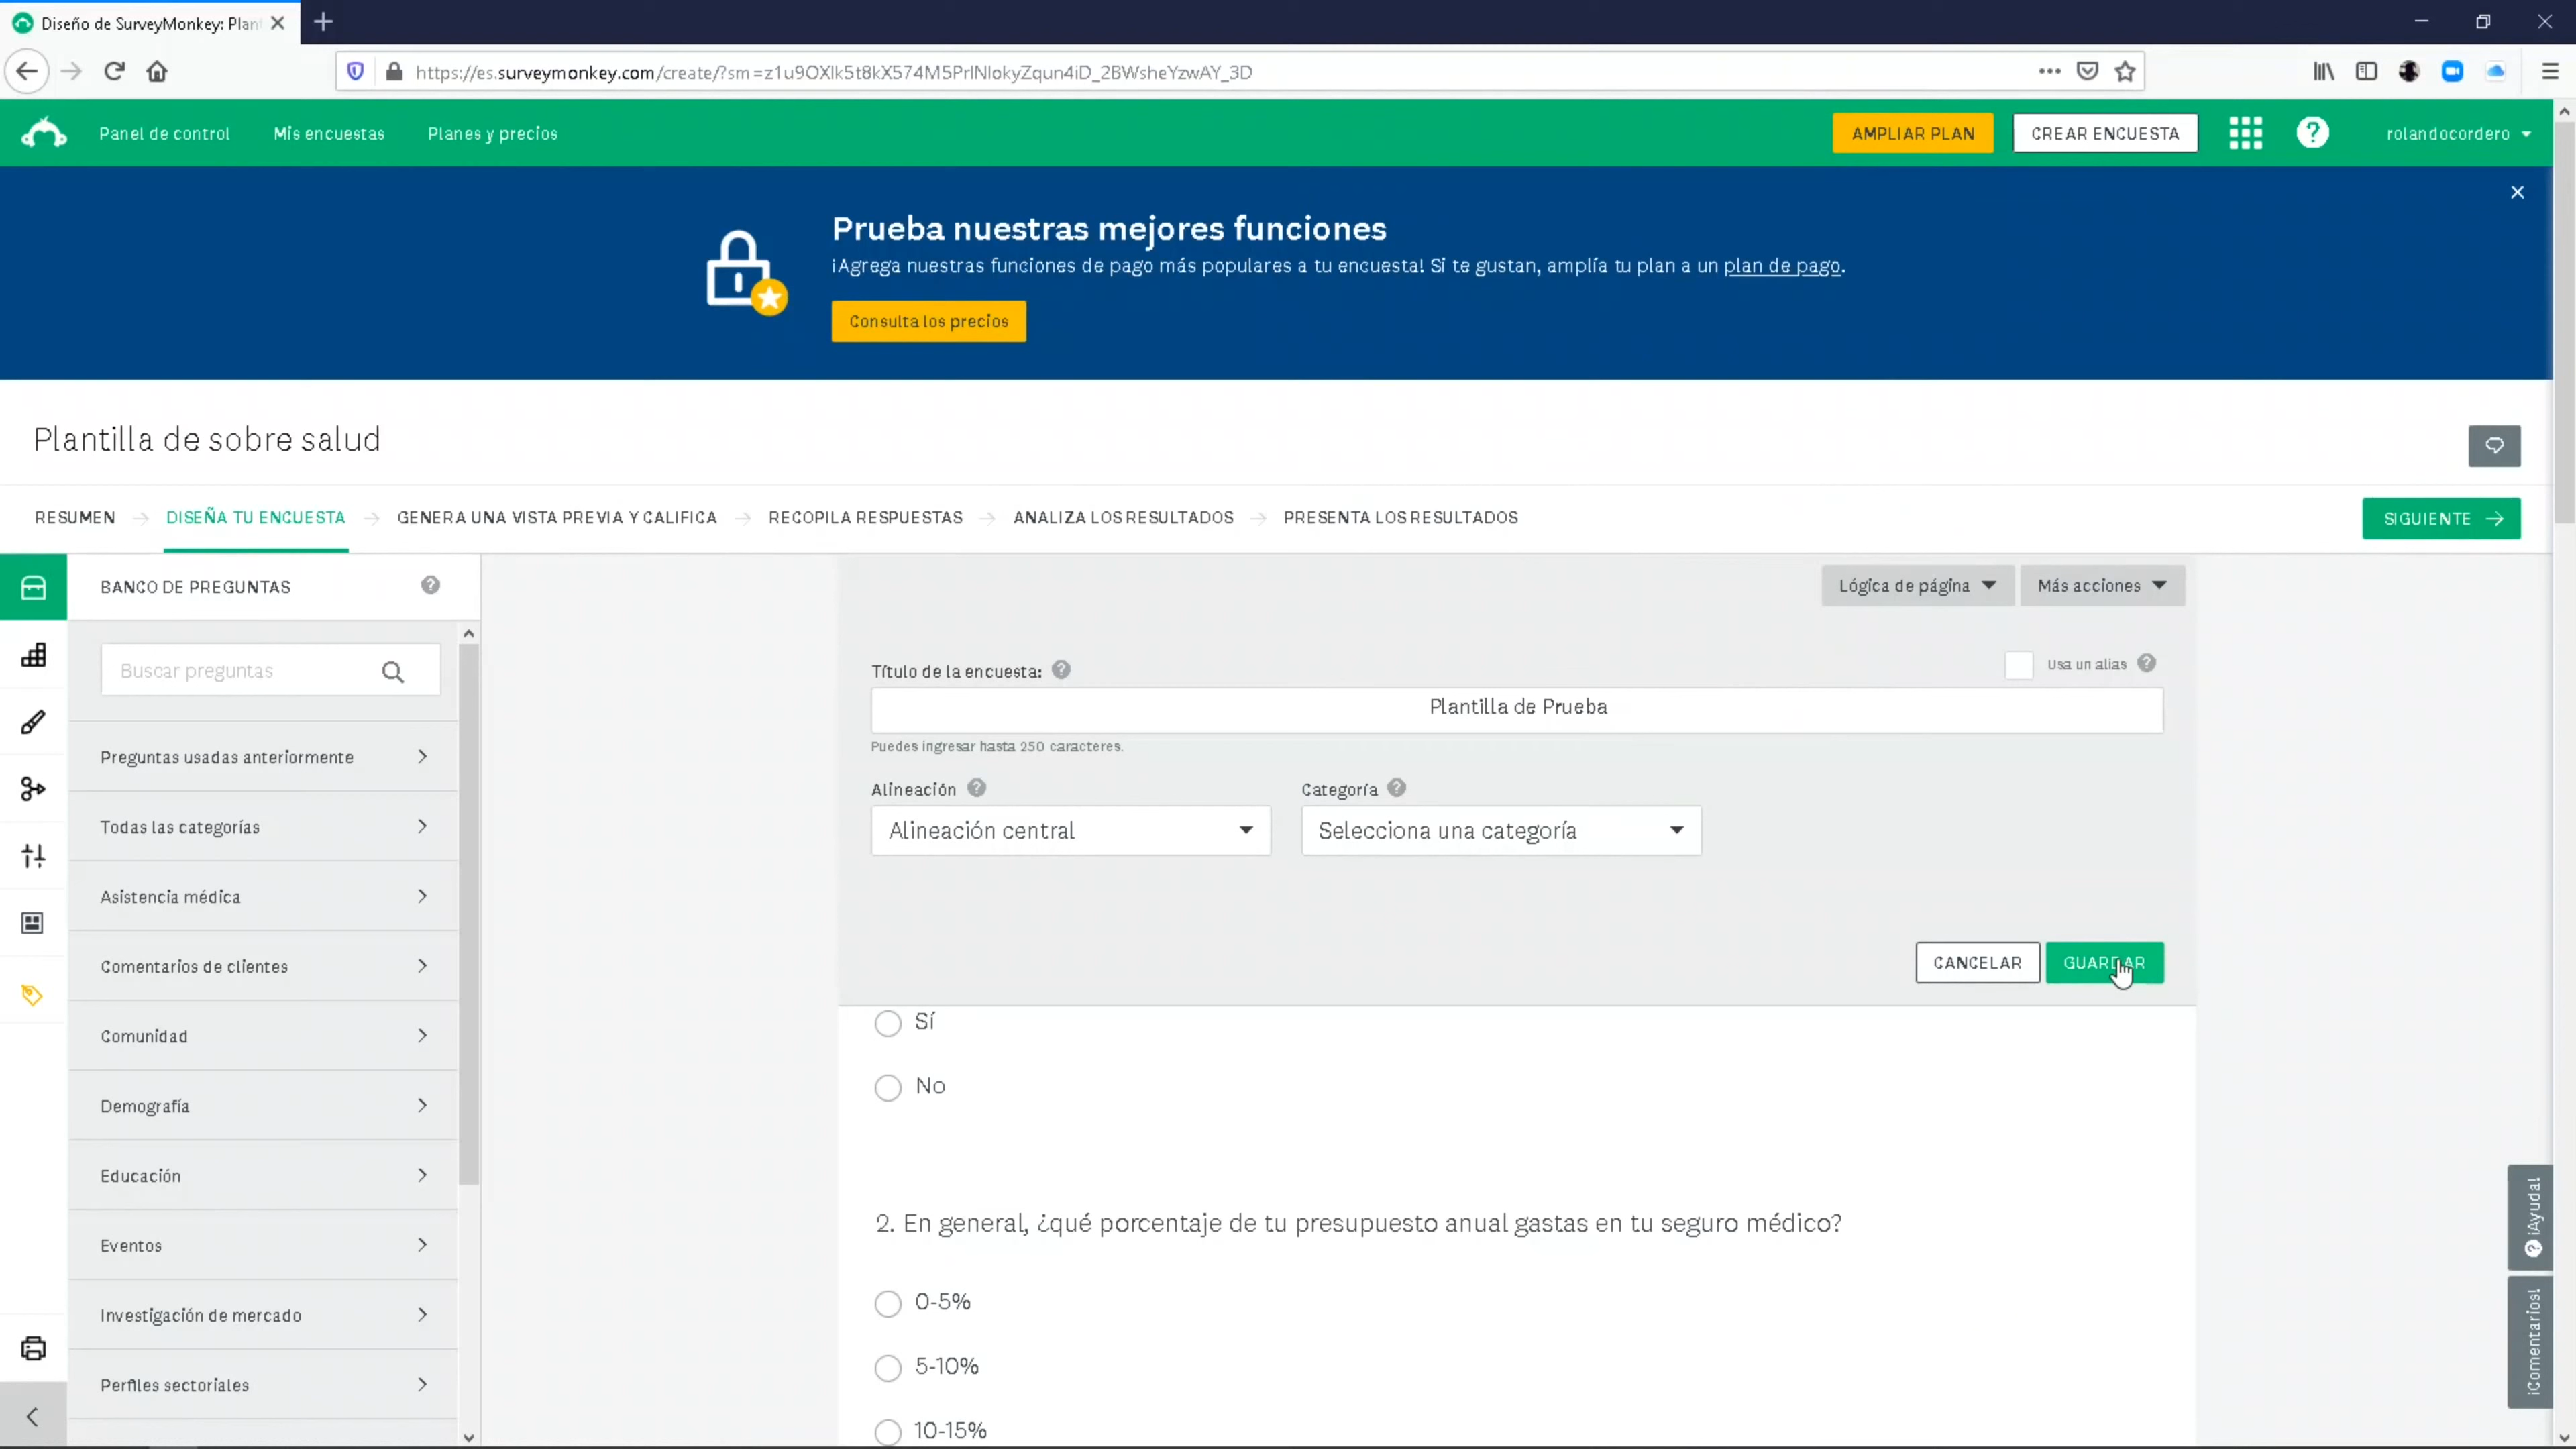 Diseño de SurveyMonkey: Plan
https://es.surveymonkey.com/create/?sm=z1u9OXIk5t8kX574M5PrINIokyZqun4iD_2BWsheYzwAY_3D
Panel de control
Mis encuestas
Planes y precios
AMPLIAR PLAN
CREAR ENCUESTA
rolandocordero
Prueba nuestras mejores funciones
¡Agrega nuestras funciones de pago más populares a tu encuesta! Si te gustan, amplía tu plan a un plan de pago.
Consulta los precios
Plantilla de sobre salud
RESUMEN
DISEÑA TU ENCUESTA
GENERA UNA VISTA PREVIA Y CALIFICA
RECOPILA RESPUESTAS
ANALIZA LOS RESULTADOS
PRESENTA LOS RESULTADOS
SIGUIENTE
BANCO DE PREGUNTAS
Buscar preguntas
Preguntas usadas anteriormente
Todas las categorías
Asistencia médica
Comentarios de clientes
Comunidad
Demografía
Educación
Eventos
Investigación de mercado
Perfiles sectoriales
Lógica de página
Más acciones
Título de la encuesta:
Usa un alias
Plantilla de Prueba
Puedes ingresar hasta 250 caracteres.
Alineación
Categoría
Alineación central
Selecciona una categoría
CANCELAR
GUARDAR
Sí
No
2. En general, ¿qué porcentaje de tu presupuesto anual gastas en tu seguro médico?
0-5%
5-10%
10-15%
¡Ayuda!
¡Comentarios!